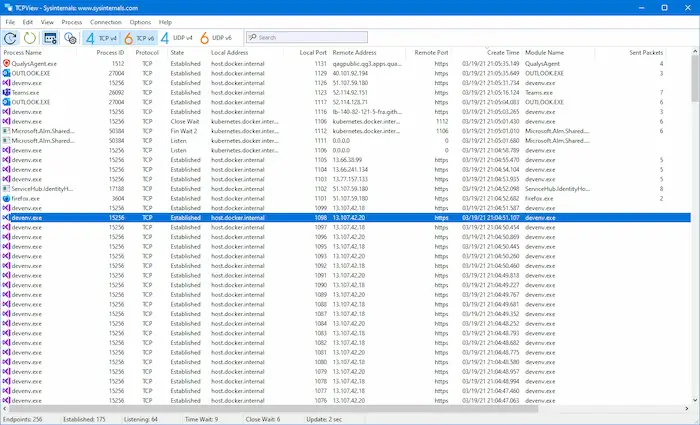 TCPView - Sysinternals: www.sysinternals.com
File Edit View Process Connection Options Help
4 TCP v4 6 TCP v6 4 UDP v4 6 UDP v6 Search
Process Name Process ID Protocol State Local Address Local Port Remote Address Remote Port Create Time Module Name Sent Packets
QualysAgent.exe 1512 TCP Established host.docker.internal 1131 qagpublic.qg3.apps.qua... https 03/19/21 21:05:35.149 QualysAgent 4
OUTLOOK.EXE 27004 TCP Established host.docker.internal 1129 40.101.92.194 https 03/19/21 21:05:35.649 OUTLOOK.EXE 3
devenv.exe 15256 TCP Established host.docker.internal 1126 51.107.59.180 https 03/19/21 21:05:31.734 devenv.exe
Teams.exe 26092 TCP Established host.docker.internal 1121 52.114.92.151 https 03/19/21 21:05:23.124 Teams.exe 7
OUTLOOK.EXE 27004 TCP Established host.docker.internal 1117 52.114.128.71 https 03/19/21 21:05:04.083 OUTLOOK.EXE 6
devenv.exe 15256 TCP Established host.docker.internal 1116 lb-140-82-121-5-fra.gith... https 03/19/21 21:05:03.265 devenv.exe 3
devenv.exe 15256 TCP Close Wait kubernetes.docker.inter... 1106 kubernetes.docker.inter... 1112 03/19/21 21:05:01.430 devenv.exe 6
Microsoft.Alm.Shared... 50384 TCP Fin Wait 2 kubernetes.docker.inter... 1112 kubernetes.docker.inter... 1106 03/19/21 21:05:01.010 Microsoft.Alm.Shared... 6
Microsoft.Alm.Shared... 50384 TCP Listen kubernetes.docker.inter... 1111 0.0.0.0 0 03/19/21 21:05:01.680 Microsoft.Alm.Shared...
devenv.exe 15256 TCP Listen kubernetes.docker.inter... 1106 0.0.0.0 0 03/19/21 21:04:58.789 devenv.exe
devenv.exe 15256 TCP Established host.docker.internal 1105 13.66.38.99 https 03/19/21 21:04:55.470 devenv.exe 5
devenv.exe 15256 TCP Established host.docker.internal 1104 13.66.241.134 https 03/19/21 21:04:54.104 devenv.exe 5
devenv.exe 15256 TCP Established host.docker.internal 1103 13.77.157.133 https 03/19/21 21:04:53.935 devenv.exe 5
ServiceHub.IdentityHo... 17188 TCP Established host.docker.internal 1102 51.107.59.180 https 03/19/21 21:04:52.098 ServiceHub.IdentityHo... 8
firefox.exe 3604 TCP Established host.docker.internal 1101 51.107.59.180 https 03/19/21 21:04:52.682 firefox.exe 2
devenv.exe 15256 TCP Established host.docker.internal 1099 13.107.42.18 https 03/19/21 21:04:51.587 devenv.exe
devenv.exe 15256 TCP Established host.docker.internal 1098 13.107.42.20 https 03/19/21 21:04:51.107 devenv.exe
devenv.exe 15256 TCP Established host.docker.internal 1097 13.107.42.20 https 03/19/21 21:04:50.454 devenv.exe
devenv.exe 15256 TCP Established host.docker.internal 1096 13.107.42.18 https 03/19/21 21:04:50.869 devenv.exe
devenv.exe 15256 TCP Established host.docker.internal 1095 13.107.42.20 https 03/19/21 21:04:50.445 devenv.exe
devenv.exe 15256 TCP Established host.docker.internal 1094 13.107.42.18 https 03/19/21 21:04:50.260 devenv.exe
devenv.exe 15256 TCP Established host.docker.internal 1093 13.107.42.20 https 03/19/21 21:04:50.460 devenv.exe
devenv.exe 15256 TCP Established host.docker.internal 1091 13.107.42.18 https 03/19/21 21:04:49.818 devenv.exe
devenv.exe 15256 TCP Established host.docker.internal 1090 13.107.42.20 https 03/19/21 21:04:49.227 devenv.exe
devenv.exe 15256 TCP Established host.docker.internal 1089 13.107.42.18 https 03/19/21 21:04:49.767 devenv.exe
devenv.exe 15256 TCP Established host.docker.internal 1088 13.107.42.20 https 03/19/21 21:04:49.681 devenv.exe
devenv.exe 15256 TCP Established host.docker.internal 1086 13.107.42.18 https 03/19/21 21:04:49.352 devenv.exe
devenv.exe 15256 TCP Established host.docker.internal 1084 13.107.42.18 https 03/19/21 21:04:48.252 devenv.exe
devenv.exe 15256 TCP Established host.docker.internal 1083 13.107.42.20 https 03/19/21 21:04:48.793 devenv.exe
devenv.exe 15256 TCP Established host.docker.internal 1082 13.107.42.18 https 03/19/21 21:04:48.682 devenv.exe
devenv.exe 15256 TCP Established host.docker.internal 1081 13.107.42.18 https 03/19/21 21:04:48.775 devenv.exe
devenv.exe 15256 TCP Established host.docker.internal 1080 13.107.42.20 https 03/19/21 21:04:48.580 devenv.exe
devenv.exe 15256 TCP Established host.docker.internal 1079 13.107.42.18 https 03/19/21 21:04:48.957 devenv.exe
devenv.exe 15256 TCP Established host.docker.internal 1078 13.107.42.18 https 03/19/21 21:04:48.994 devenv.exe
devenv.exe 15256 TCP Established host.docker.internal 1077 13.107.42.18 https 03/19/21 21:04:47.460 devenv.exe
devenv.exe 15256 TCP Established host.docker.internal 1076 13.107.42.18 https 03/19/21 21:04:47.063 devenv.exe
Endpoints: 256 Established: 175 Listening: 64 Time Wait: 9 Close Wait: 6 Update: 2 sec